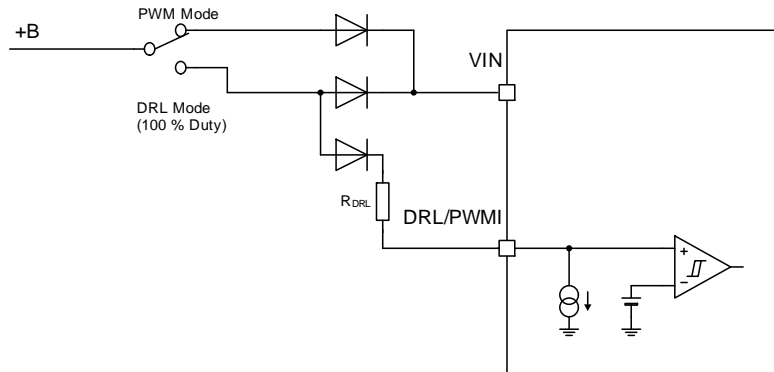 PWM Mode
+B
VIN
DRL Mode
(100 % Duty)
RDRL
DRL/PWMI
+
−